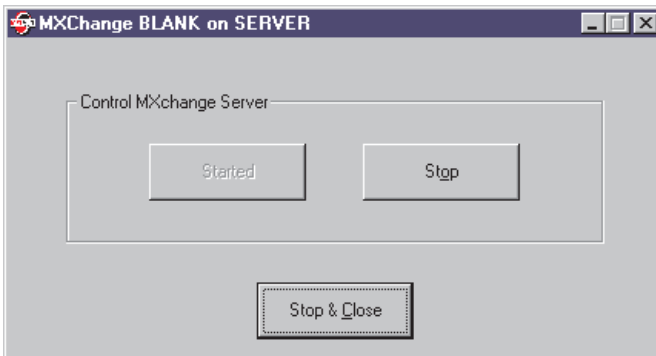 MXChange BLANK on SERVER
Control MXchange Server
Started
Stop
Stop & Close